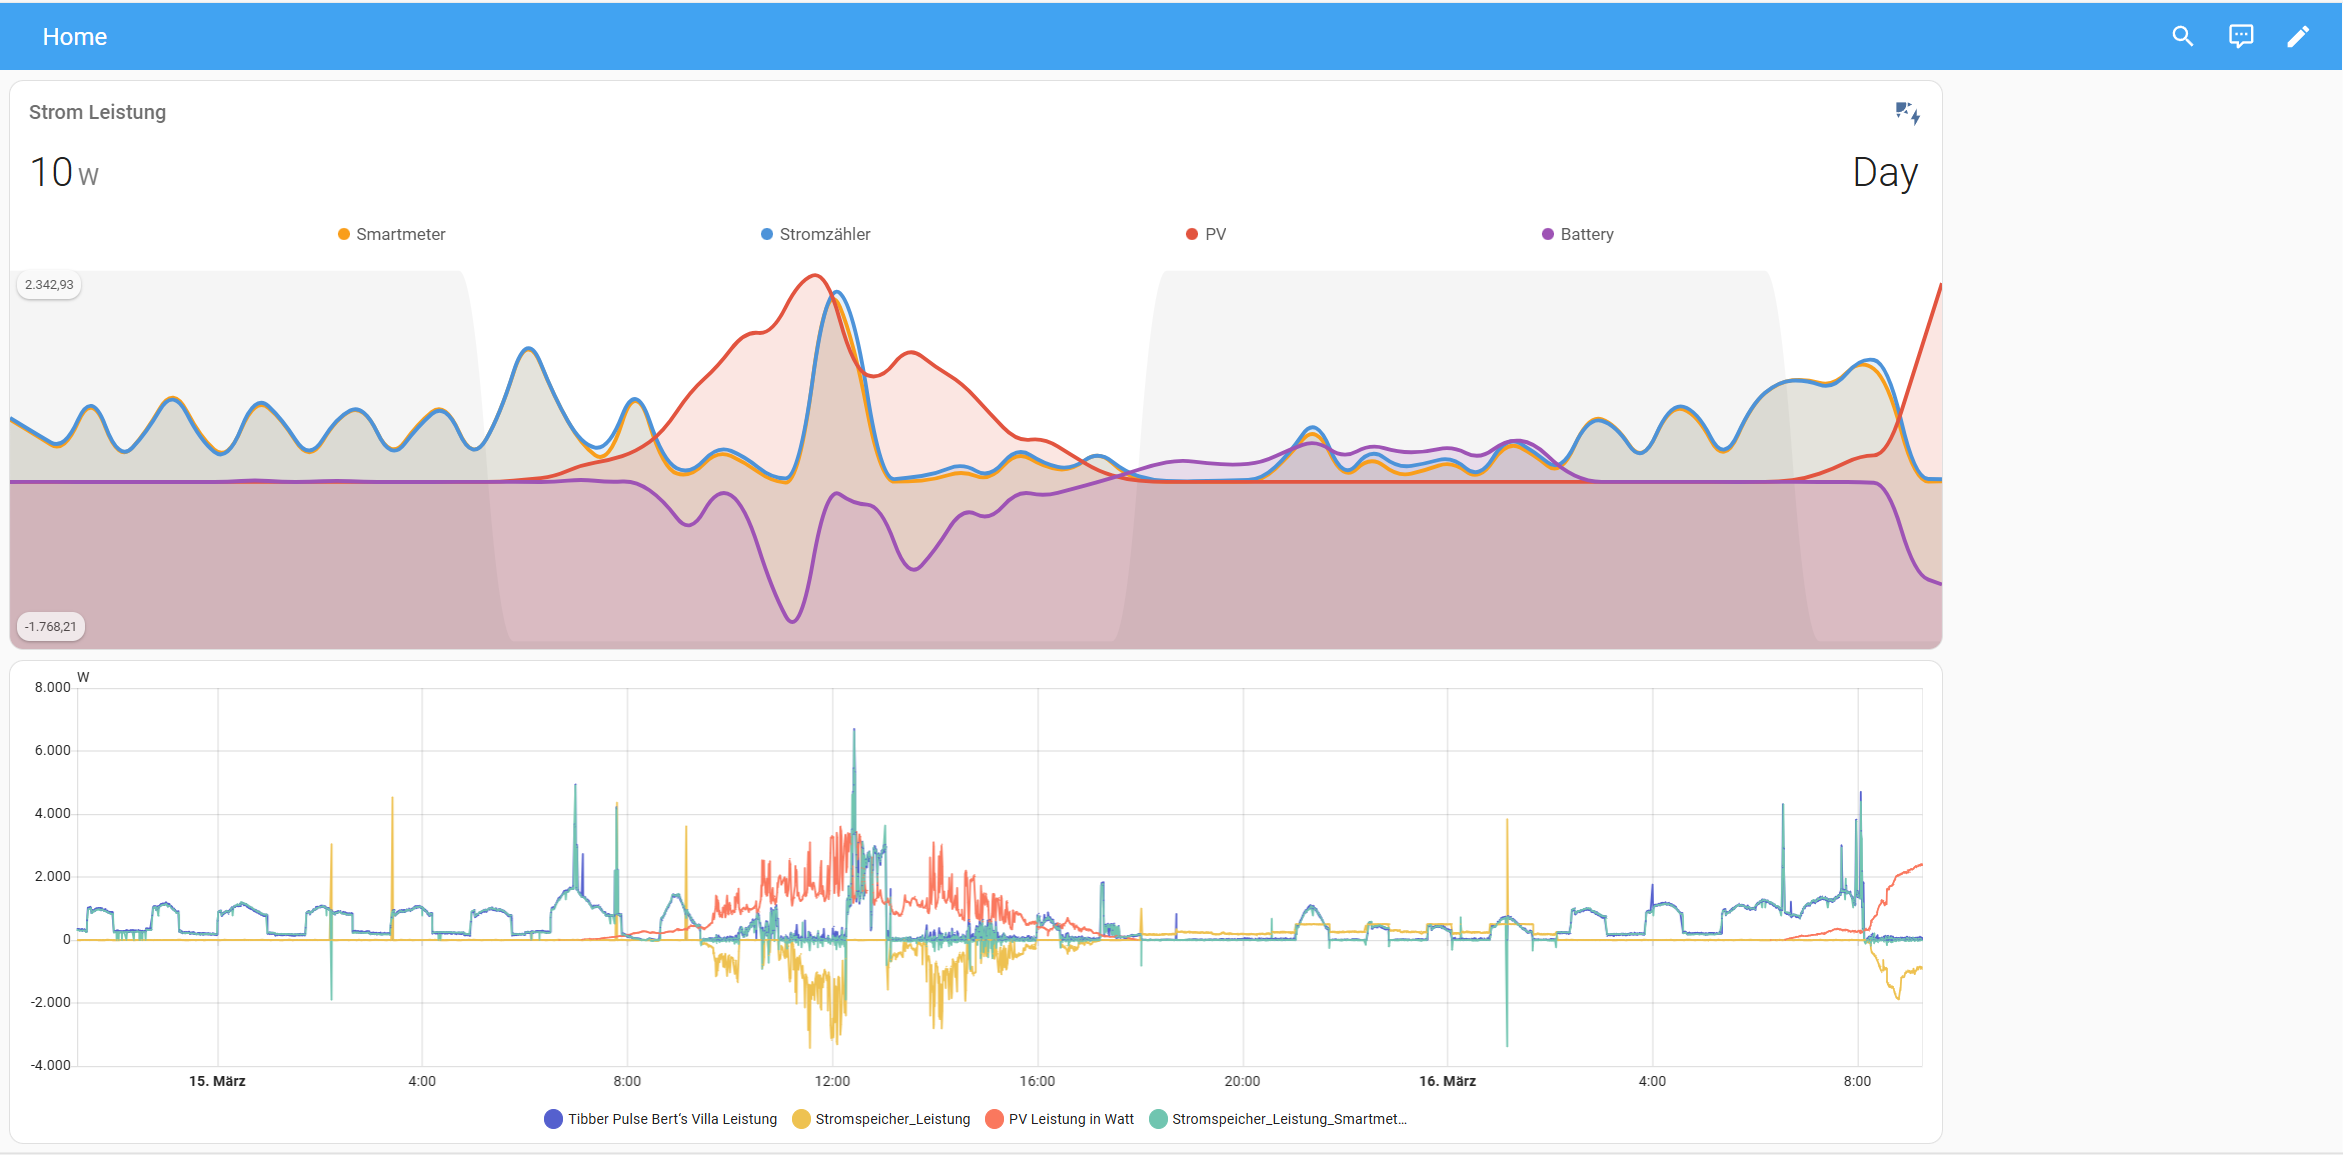 Home
Strom Leistung
10 W
Day
Smartmeter
Stromzähler
PV
Battery
2.342,93
-1.768,21
W
8.000
6.000
4.000
2.000
0
-2.000
-4.000
15. März
4:00
8:00
12:00
16:00
20:00
16. März
4:00
8:00
Tibber Pulse Bert's Villa Leistung
Stromspeicher_Leistung
PV Leistung in Watt
Stromspeicher_Leistung_Smartmet...